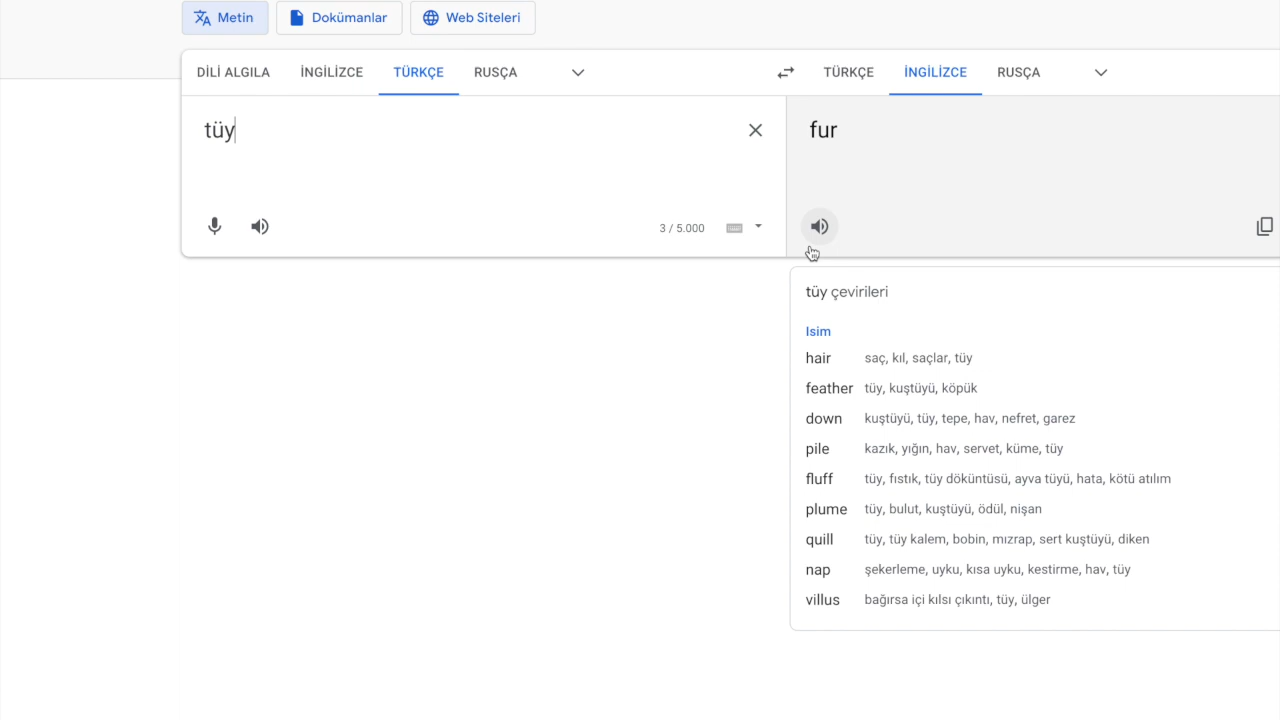 Metin Dokümanlar Web Siteleri
DİLİ ALGILA İNGİLİZCE TÜRKÇE RUSÇA TÜRKÇE İNGİLİZCE RUSÇA
tüy
fur
3 / 5.000
tüy çevirileri
Isim
hair saç, kıl, saçlar, tüy
feather tüy, kuştüyü, köpük
down kuştüyü, tüy, tepe, hav, nefret, garez
pile kazık, yığın, hav, servet, küme, tüy
fluff tüy, fıstık, tüy döküntüsü, ayva tüyü, hata, kötü atılım
plume tüy, bulut, kuştüyü, ödül, nişan
quill tüy, tüy kalem, bobin, mızrap, sert kuştüyü, diken
nap şekerleme, uyku, kısa uyku, kestirme, hav, tüy
villus bağırsa içi kılsı çıkıntı, tüy, ülger